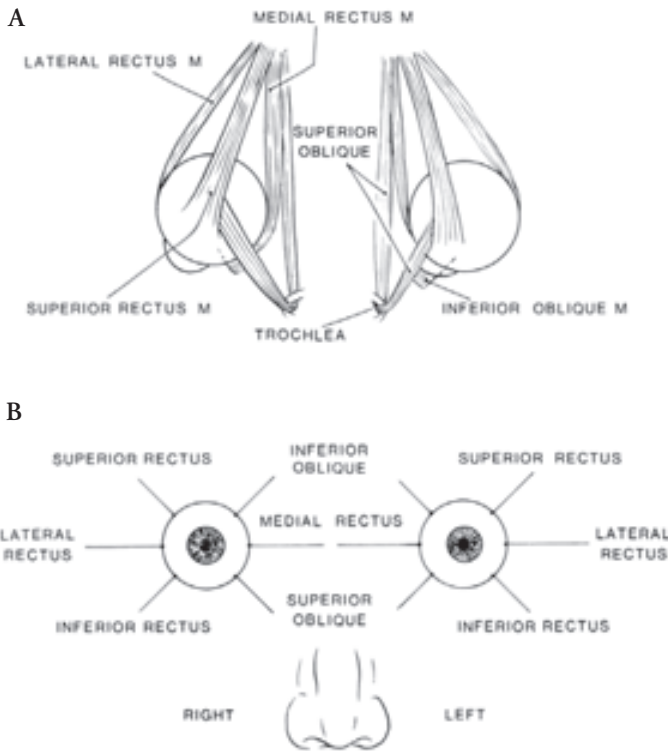 A
MEDIAL RECTUS M
LATERAL RECTUS M
SUPERIOR
OBLIQUE
SUPERIOR RECTUS M
INFERIOR OBLIQUE M
TROCHLEA
B
SUPERIOR RECTUS
INFERIOR
OBLIQUE
SUPERIOR RECTUS
LATERAL
RECTUS
MEDIAL RECTUS
LATERAL
RECTUS
INFERIOR RECTUS
SUPERIOR
OBLIQUE
INFERIOR RECTUS
RIGHT
LEFT